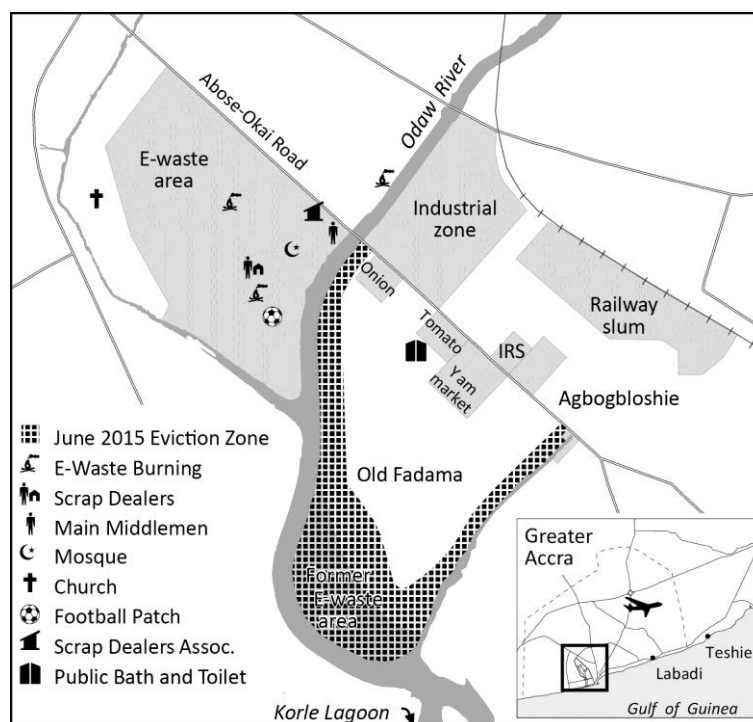 Abose-Okai Road
Odaw River
E-waste
area
Industrial
zone
Onion
Railway
slum
Tomato
IRS
Yam
market
Agbogbloshie
Old Fadama
Former
E-waste
area
June 2015 Eviction Zone
E-Waste Burning
Scrap Dealers
Main Middlemen
Mosque
Church
Football Patch
Scrap Dealers Assoc.
Public Bath and Toilet
Korle Lagoon
Greater
Accra
Teshie
Labadi
Gulf of Guinea